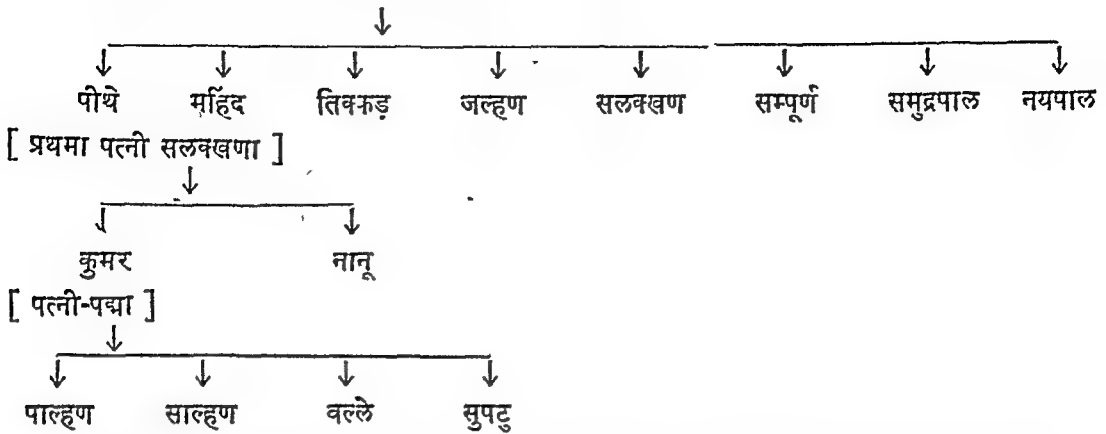 पीथे महिंद तिक्कड़ जल्हण सलक्खण सम्पूर्ण समुद्रपाल नयपाल
[ प्रथमा पत्नी सलक्खणा ]
कुमर नानू
[ पत्नी-पद्मा ]
पाल्हण साल्हण वल्ले सुपटु